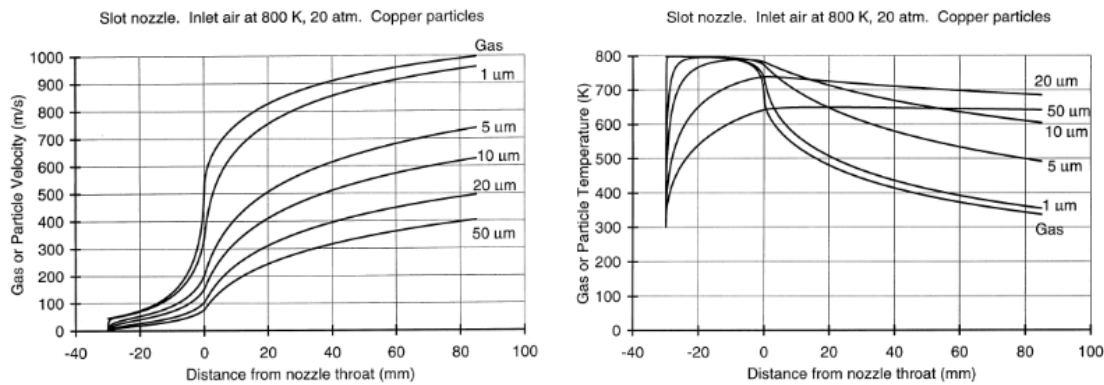 Slot nozzle. Inlet air at 800 K, 20 atm. Copper particles
Gas or Particle Velocity (m/s)
1000
900
800
700
600
500
400
300
200
100
0
-40 -20 0 20 40 60 80 100
Distance from nozzle throat (mm)
Gas
1 um
5 um
10 um
20 um
50 um
Slot nozzle. Inlet air at 800 K, 20 atm. Copper particles
Gas or Particle Temperature (K)
800
700
600
500
400
300
200
100
0
-40 -20 0 20 40 60 80 100
Distance from nozzle throat (mm)
20 um
50 um
10 um
5 um
1 um
Gas